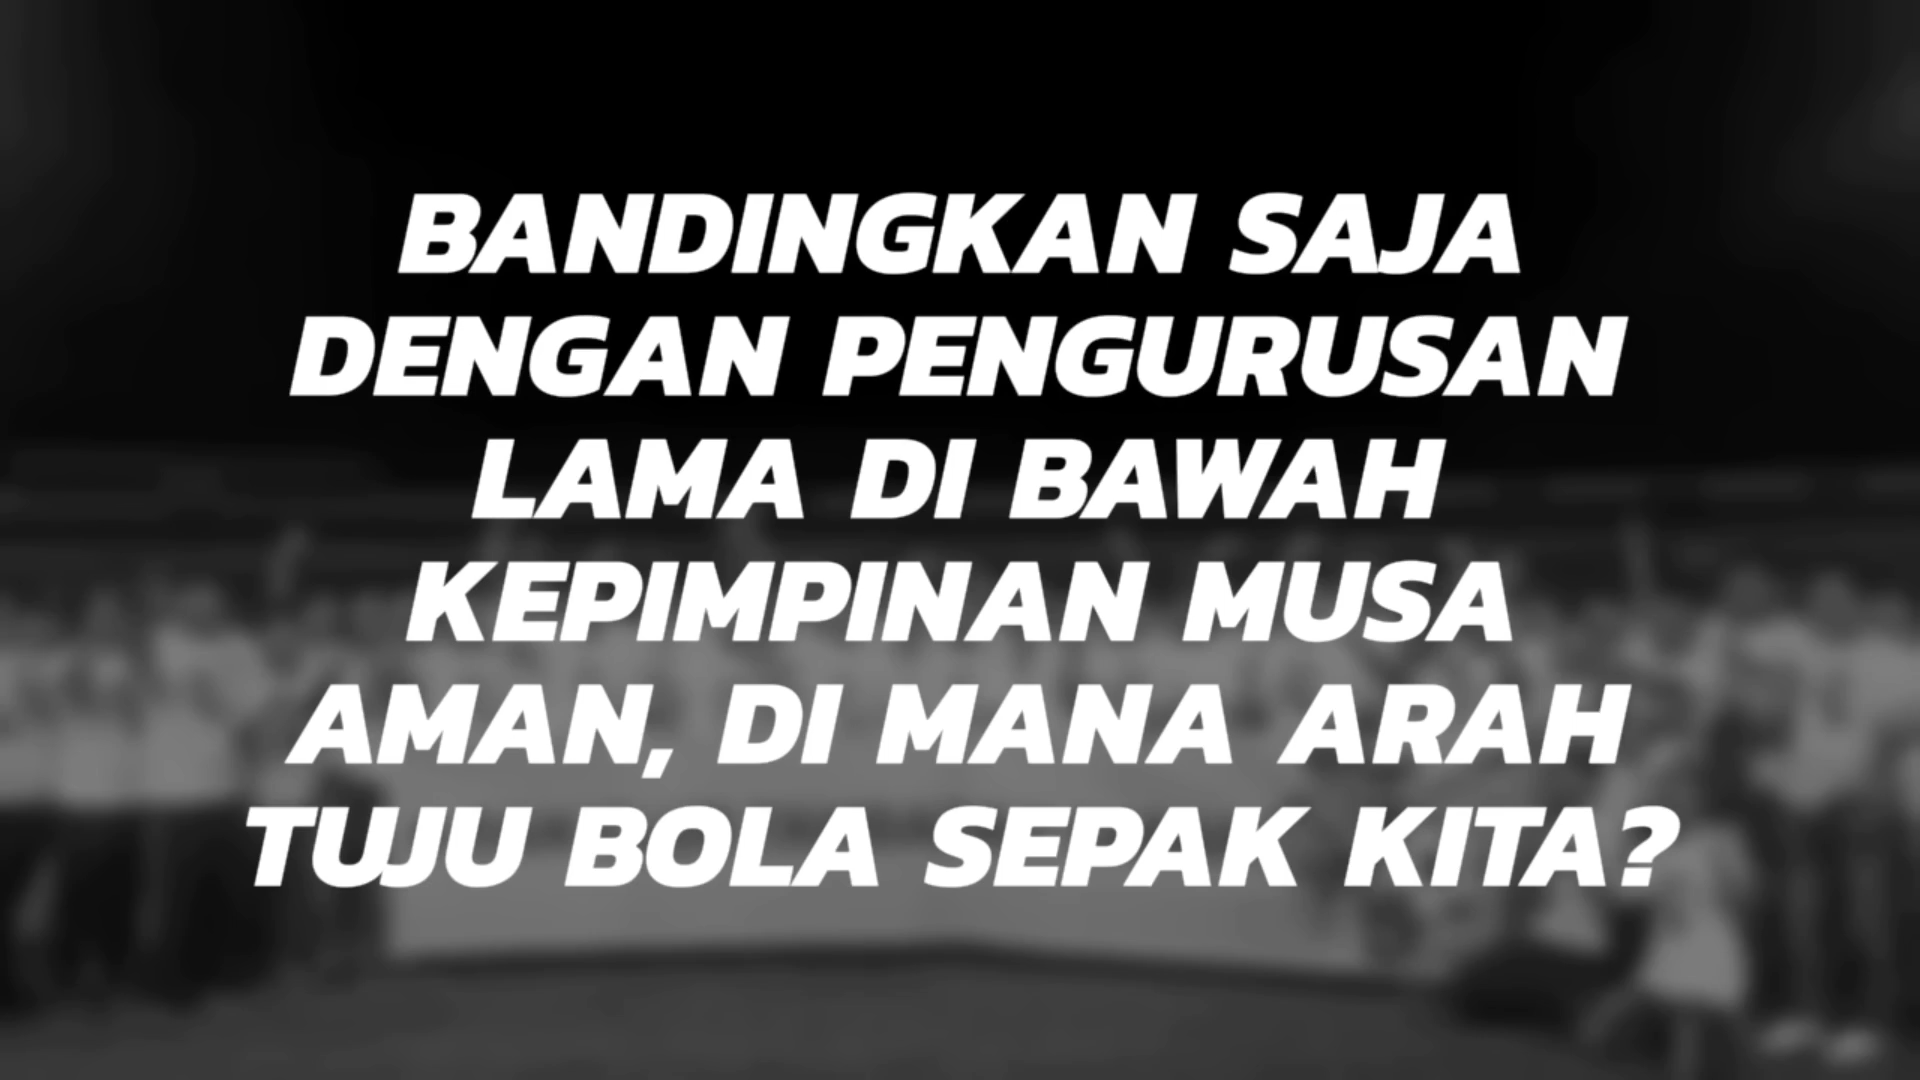 BANDINGKAN SAJA
DENGAN PENGURUSAN
LAMA DI BAWAH
KEPIMPINAN MUSA
AMAN, DI MANA ARAH
TUJU BOLA SEPAK KITA?